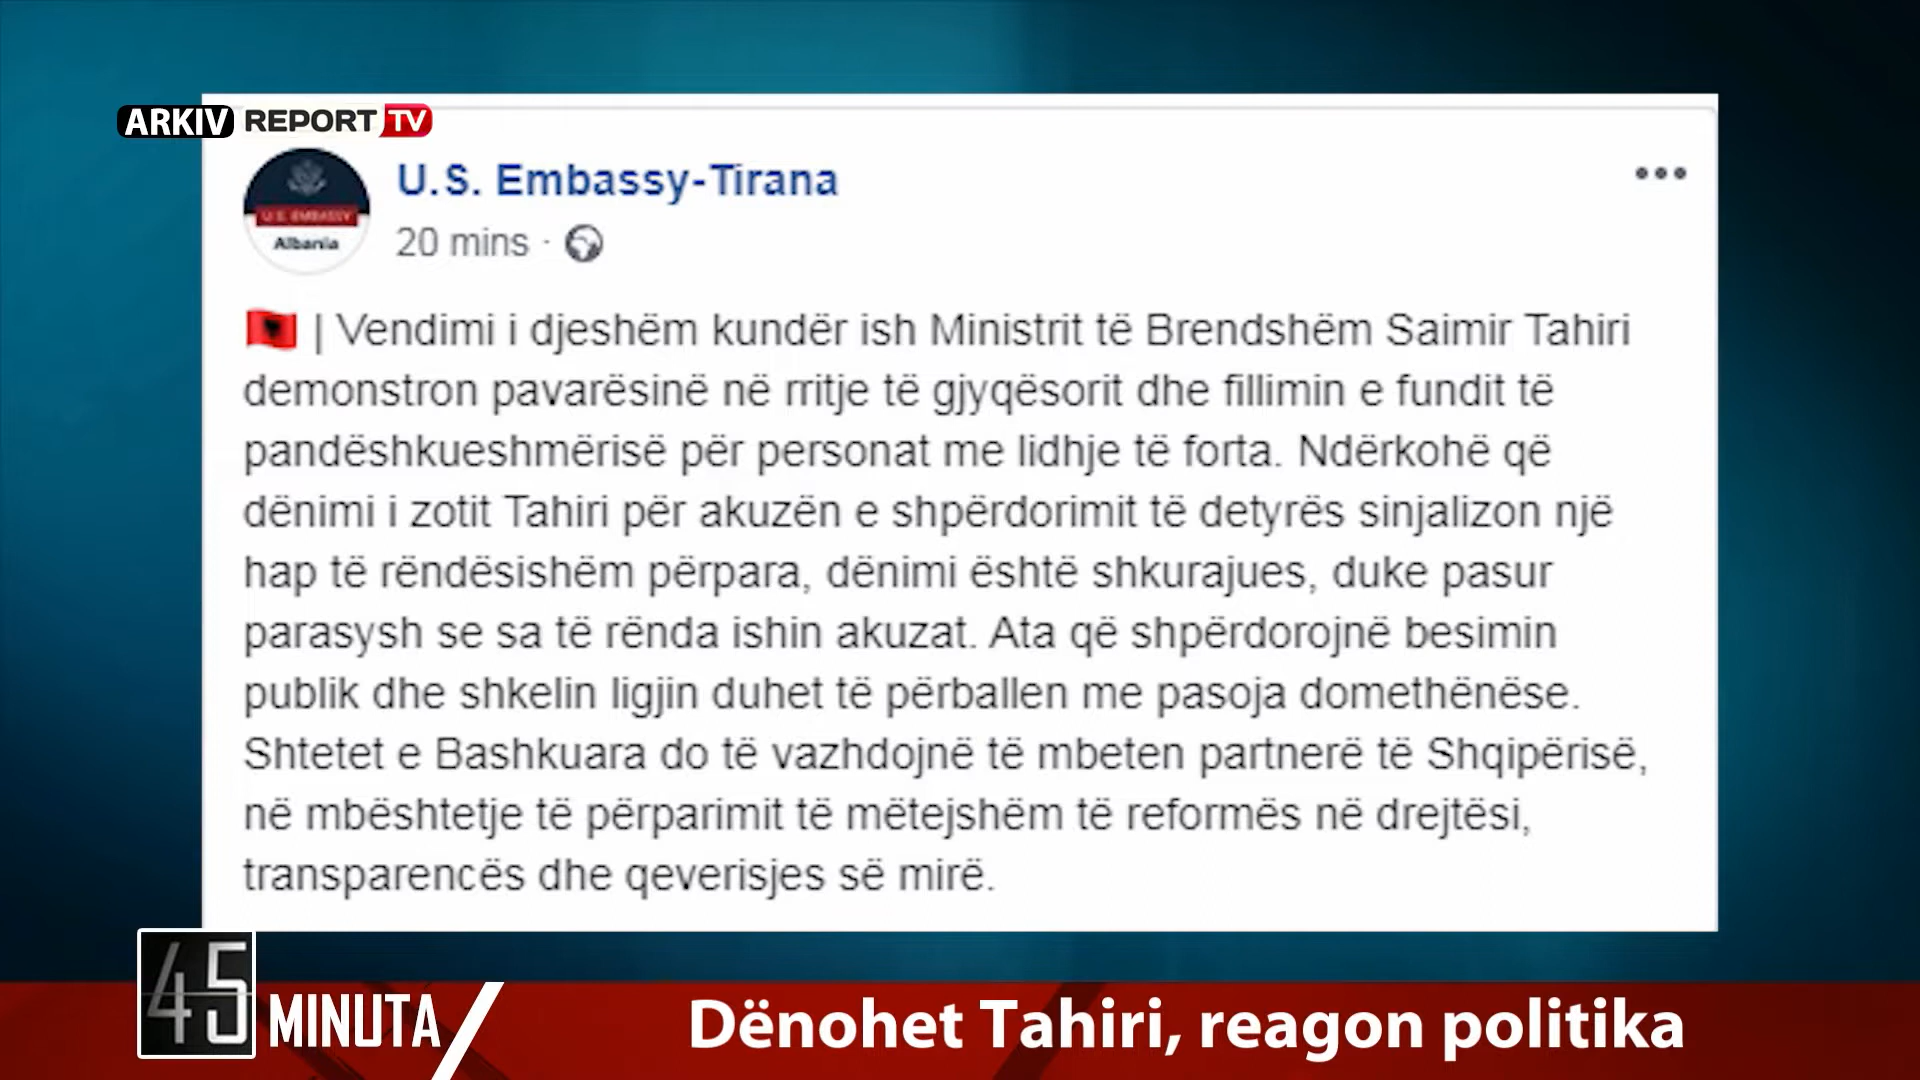 ARKIV REPORT TV
U.S. Embassy-Tirana
20 mins ·
U.S. EMBASSY
Albania
🇦🇱 | Vendimi i djeshëm kundër ish Ministrit të Brendshëm Saimir Tahiri
demonstron pavarësinë në rritje të gjyqësorit dhe fillimin e fundit të
pandëshkueshmërisë për personat me lidhje të forta. Ndërkohë që
dënimi i zotit Tahiri për akuzën e shpërdorimit të detyrës sinjalizon një
hap të rëndësishëm përpara, dënimi është shkurajues, duke pasur
parasysh se sa të rënda ishin akuzat. Ata që shpërdorojnë besimin
publik dhe shkelin ligjin duhet të përballen me pasoja domethënëse.
Shtetet e Bashkuara do të vazhdojnë të mbeten partnerë të Shqipërisë,
në mbështetje të përparimit të mëtejshëm të reformës në drejtësi,
transparencës dhe qeverisjes së mirë.
45 MINUTA
Dënohet Tahiri, reagon politika